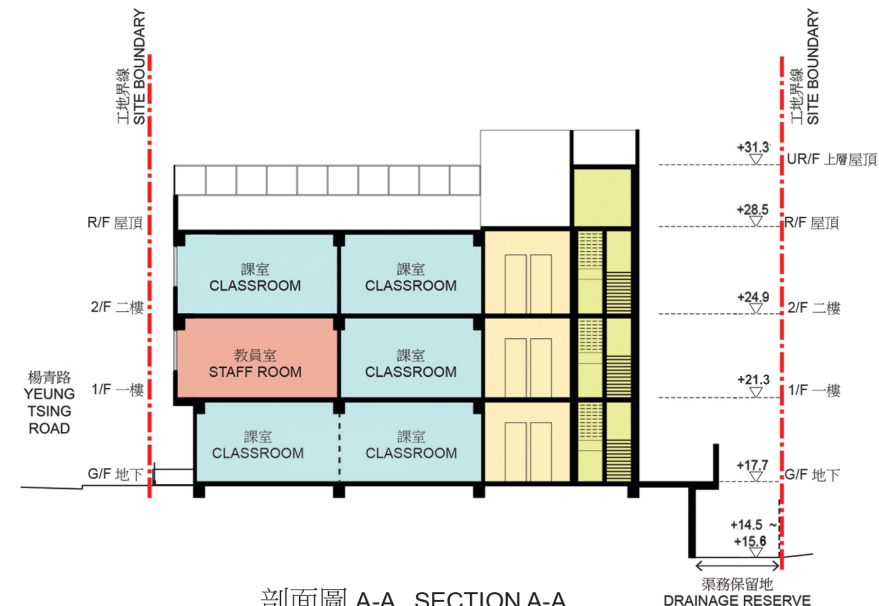 工地界線
SITE BOUNDARY
工地界線
SITE BOUNDARY
+31.3
UR/F 上層屋頂
R/F 屋頂
+28.5
R/F 屋頂
課室
CLASSROOM
課室
CLASSROOM
2/F 二樓
+24.9
2/F 二樓
教員室
STAFF ROOM
課室
CLASSROOM
楊青路
YEUNG
TSING
ROAD
1/F 一樓
+21.3
1/F 一樓
課室
CLASSROOM
課室
CLASSROOM
G/F 地下
+17.7
G/F 地下
+14.5 ~
+15.6
渠務保留地
DRAINAGE RESERVE
剖面圖 A-A SECTION A-A